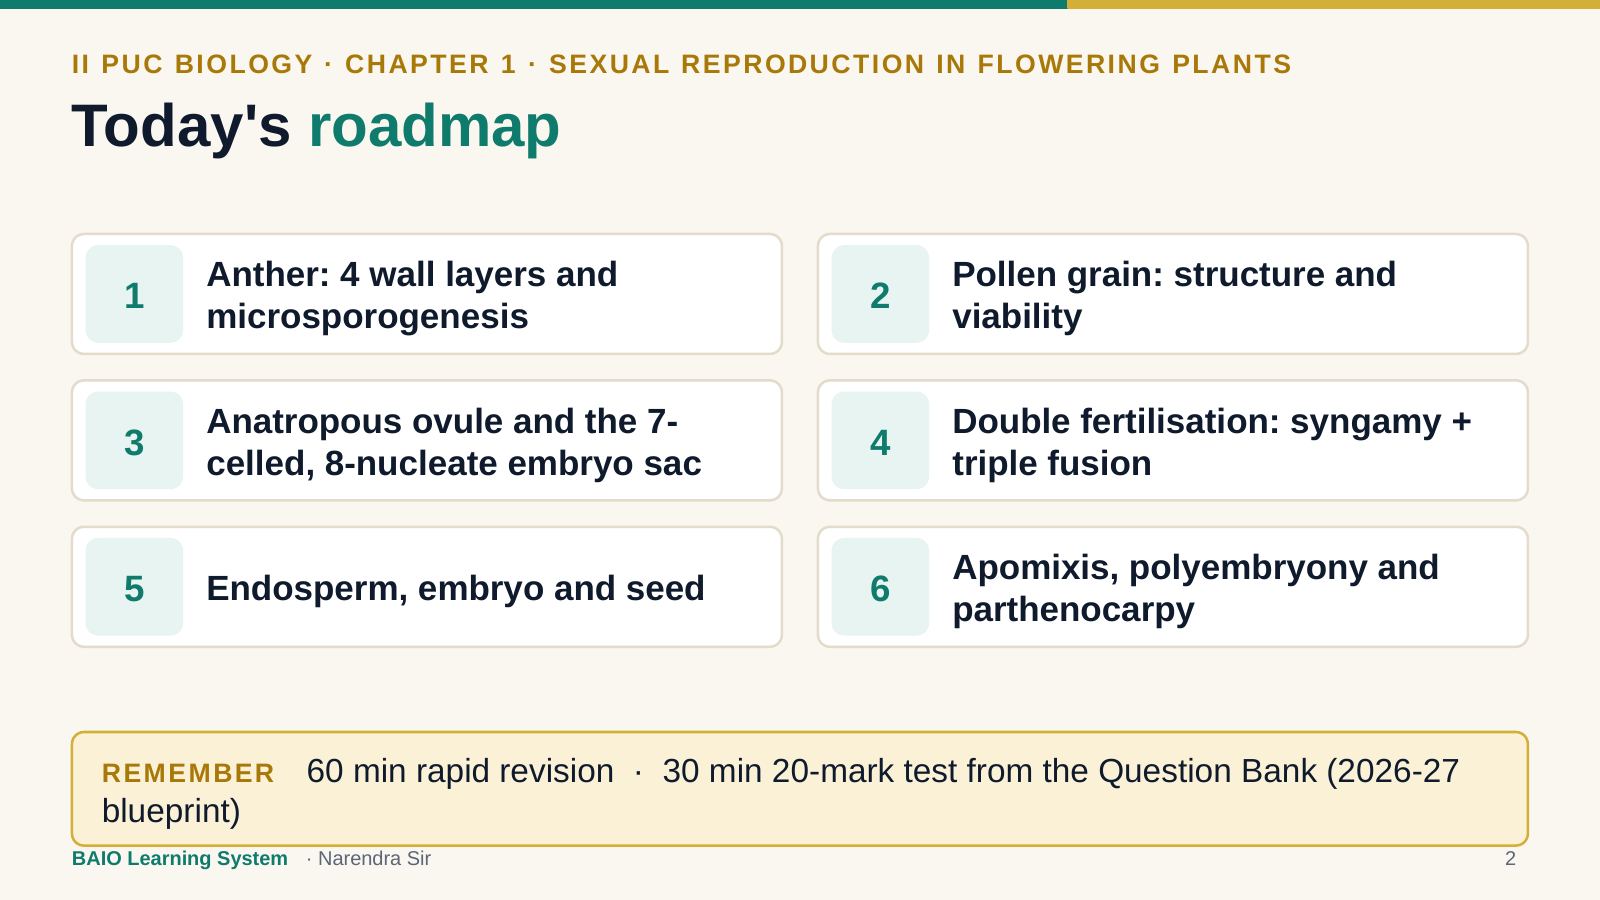 II PUC BIOLOGY · CHAPTER 1 · SEXUAL REPRODUCTION IN FLOWERING PLANTS
Today's roadmap
1
Anther: 4 wall layers and
microsporogenesis
2
Pollen grain: structure and
viability
3
Anatropous ovule and the 7-
celled, 8-nucleate embryo sac
4
Double fertilisation: syngamy +
triple fusion
5
Endosperm, embryo and seed
6
Apomixis, polyembryony and
parthenocarpy
REMEMBER 60 min rapid revision · 30 min 20-mark test from the Question Bank (2026-27
blueprint)
BAIO Learning System · Narendra Sir
2